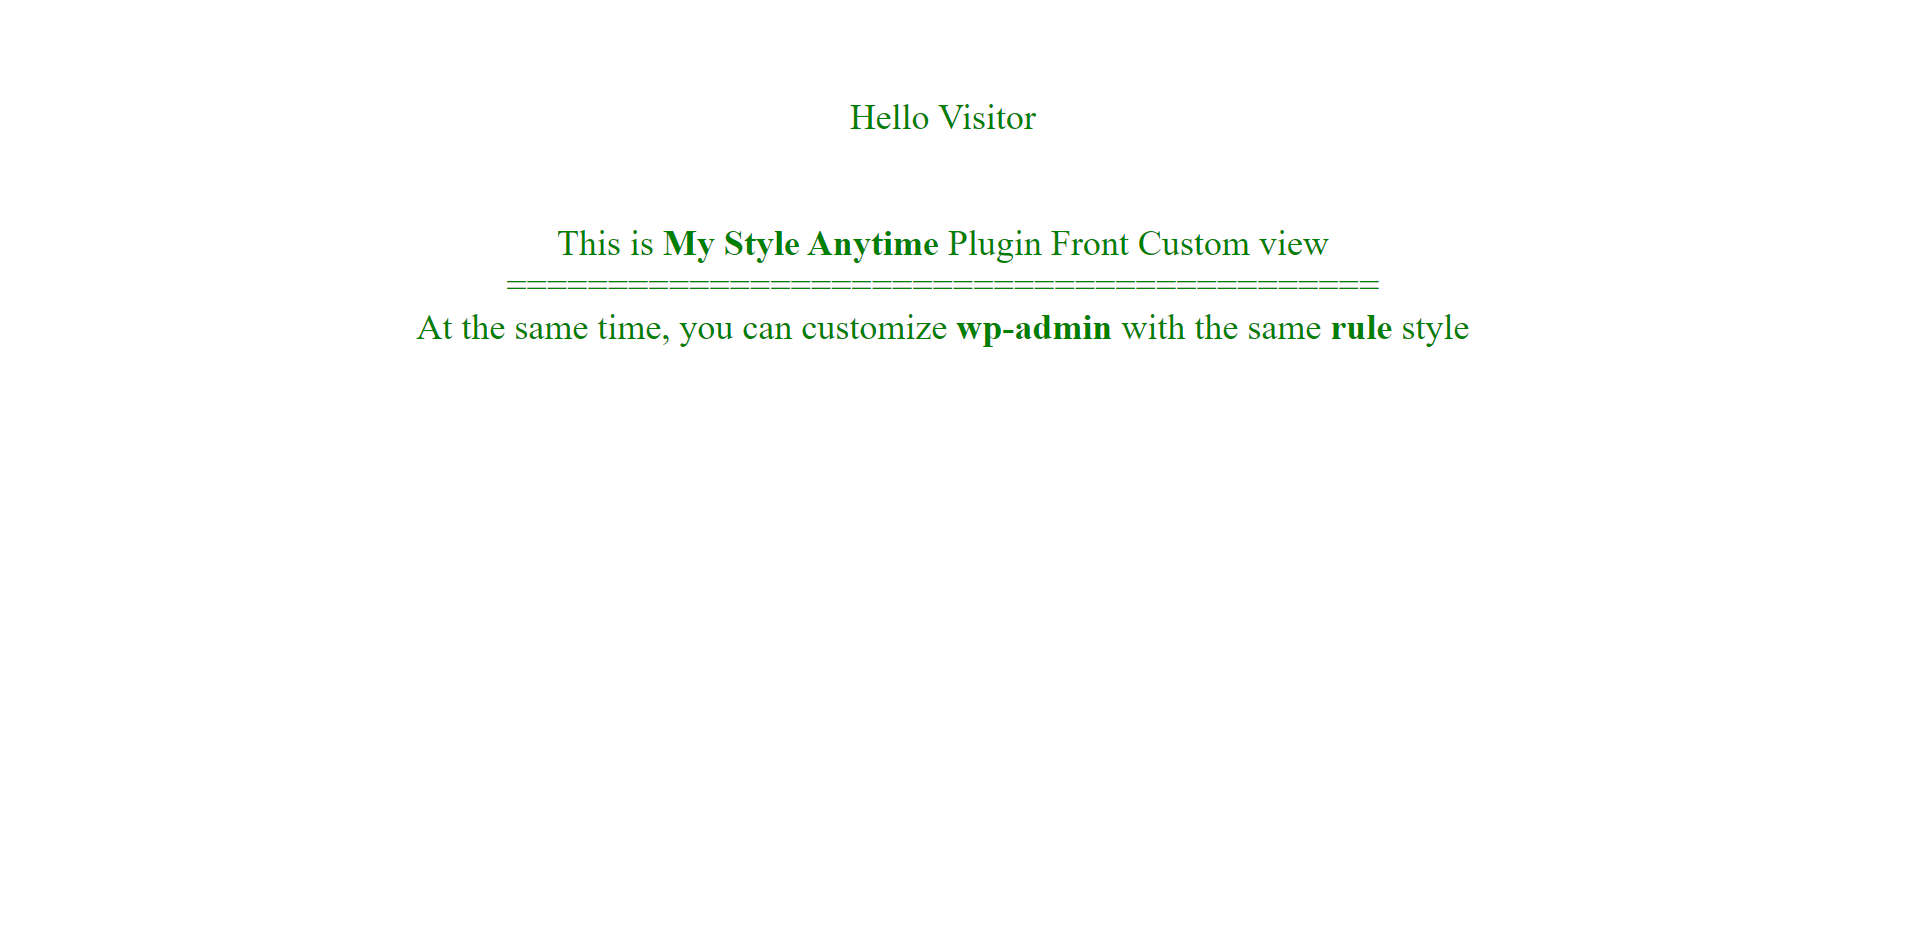 Hello Visitor
This is My Style Anytime Plugin Front Custom view
===========================================
At the same time, you can customize wp-admin with the same rule style